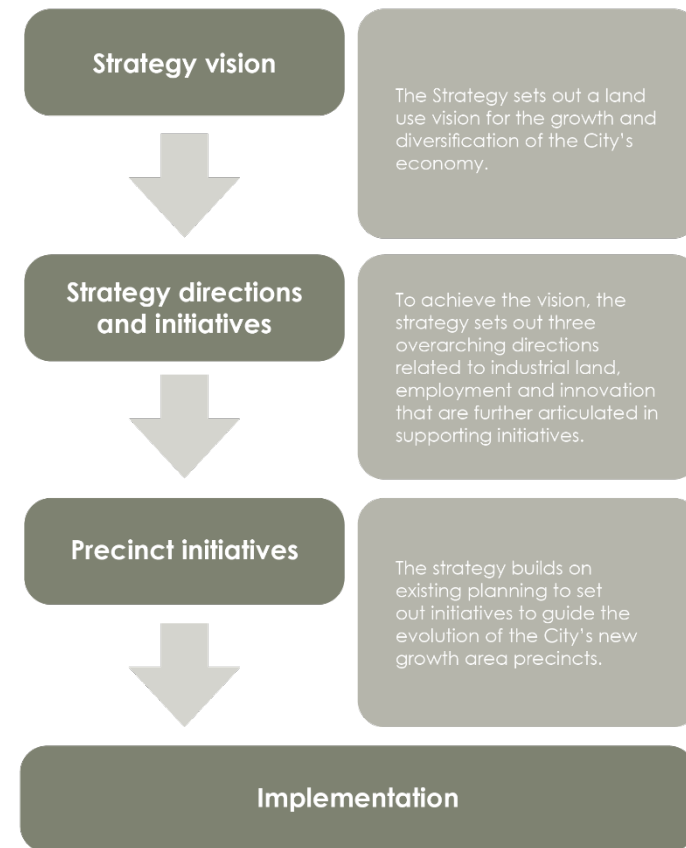 Strategy vision
The Strategy sets out a land
use vision for the growth and
diversification of the City's
economy.
Strategy directions
and initiatives
To achieve the vision, the
strategy sets out three
overarching directions
related to industrial land,
employment and innovation
that are further articulated in
supporting initiatives.
Precinct initiatives
The strategy builds on
existing planning to set
out initiatives to guide the
evolution of the City's new
growth area precincts.
Implementation